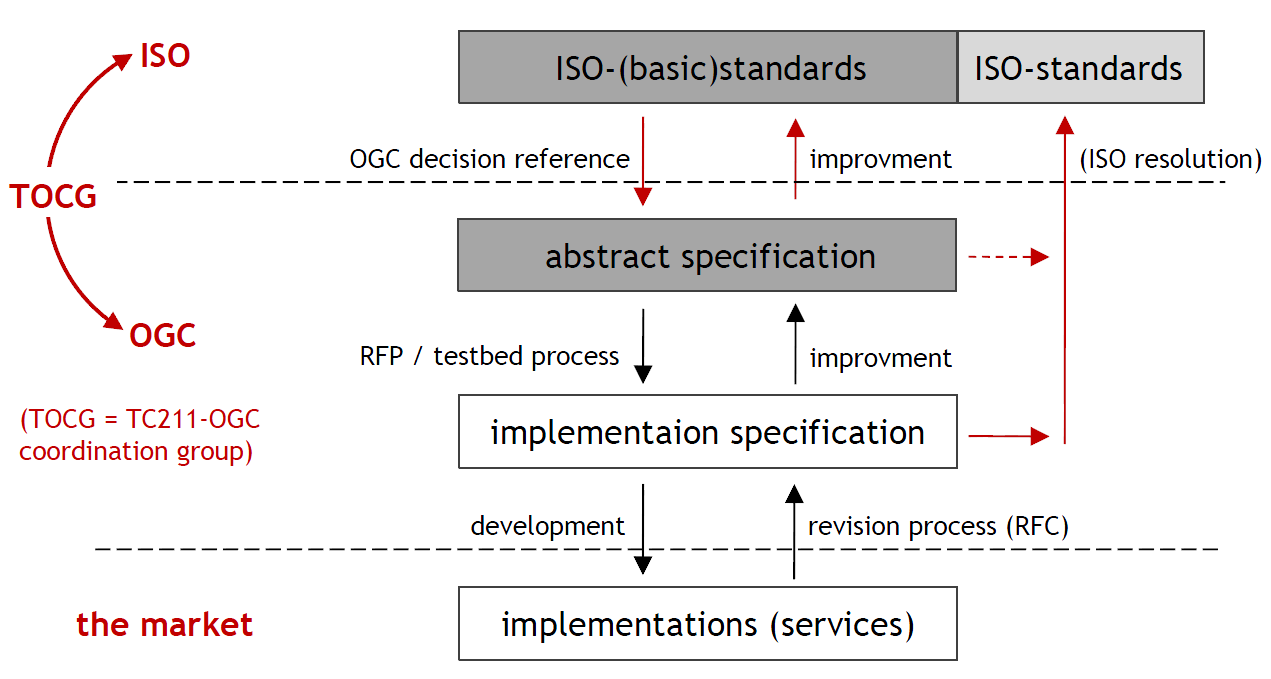 ISO
ISO-(basic)standards
ISO-standards
OGC decision reference
improvment
(ISO resolution)
TOCG
abstract specification
OGC
RFP / testbed process
improvment
(TOCG = TC211-OGC
coordination group)
implementaion specification
development
revision process (RFC)
the market
implementations (services)